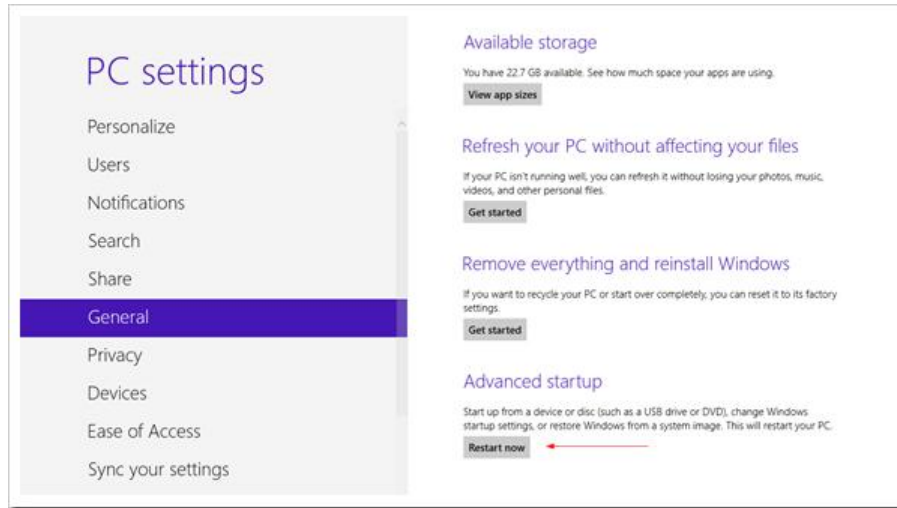 PC settings
Personalize
Users
Notifications
Search
Share
General
Privacy
Devices
Ease of Access
Sync your settings
Available storage
You have 22.7 GB available. See how much space your apps are using.
View app sizes
Refresh your PC without affecting your files
If your PC isn't running well, you can refresh it without losing your photos, music,
videos, and other personal files.
Get started
Remove everything and reinstall Windows
If you want to recycle your PC or start over completely, you can reset it to its factory
settings.
Get started
Advanced startup
Start up from a device or disc (such as a USB drive or DVD), change Windows
startup settings, or restore Windows from a system image. This will restart your PC.
Restart now